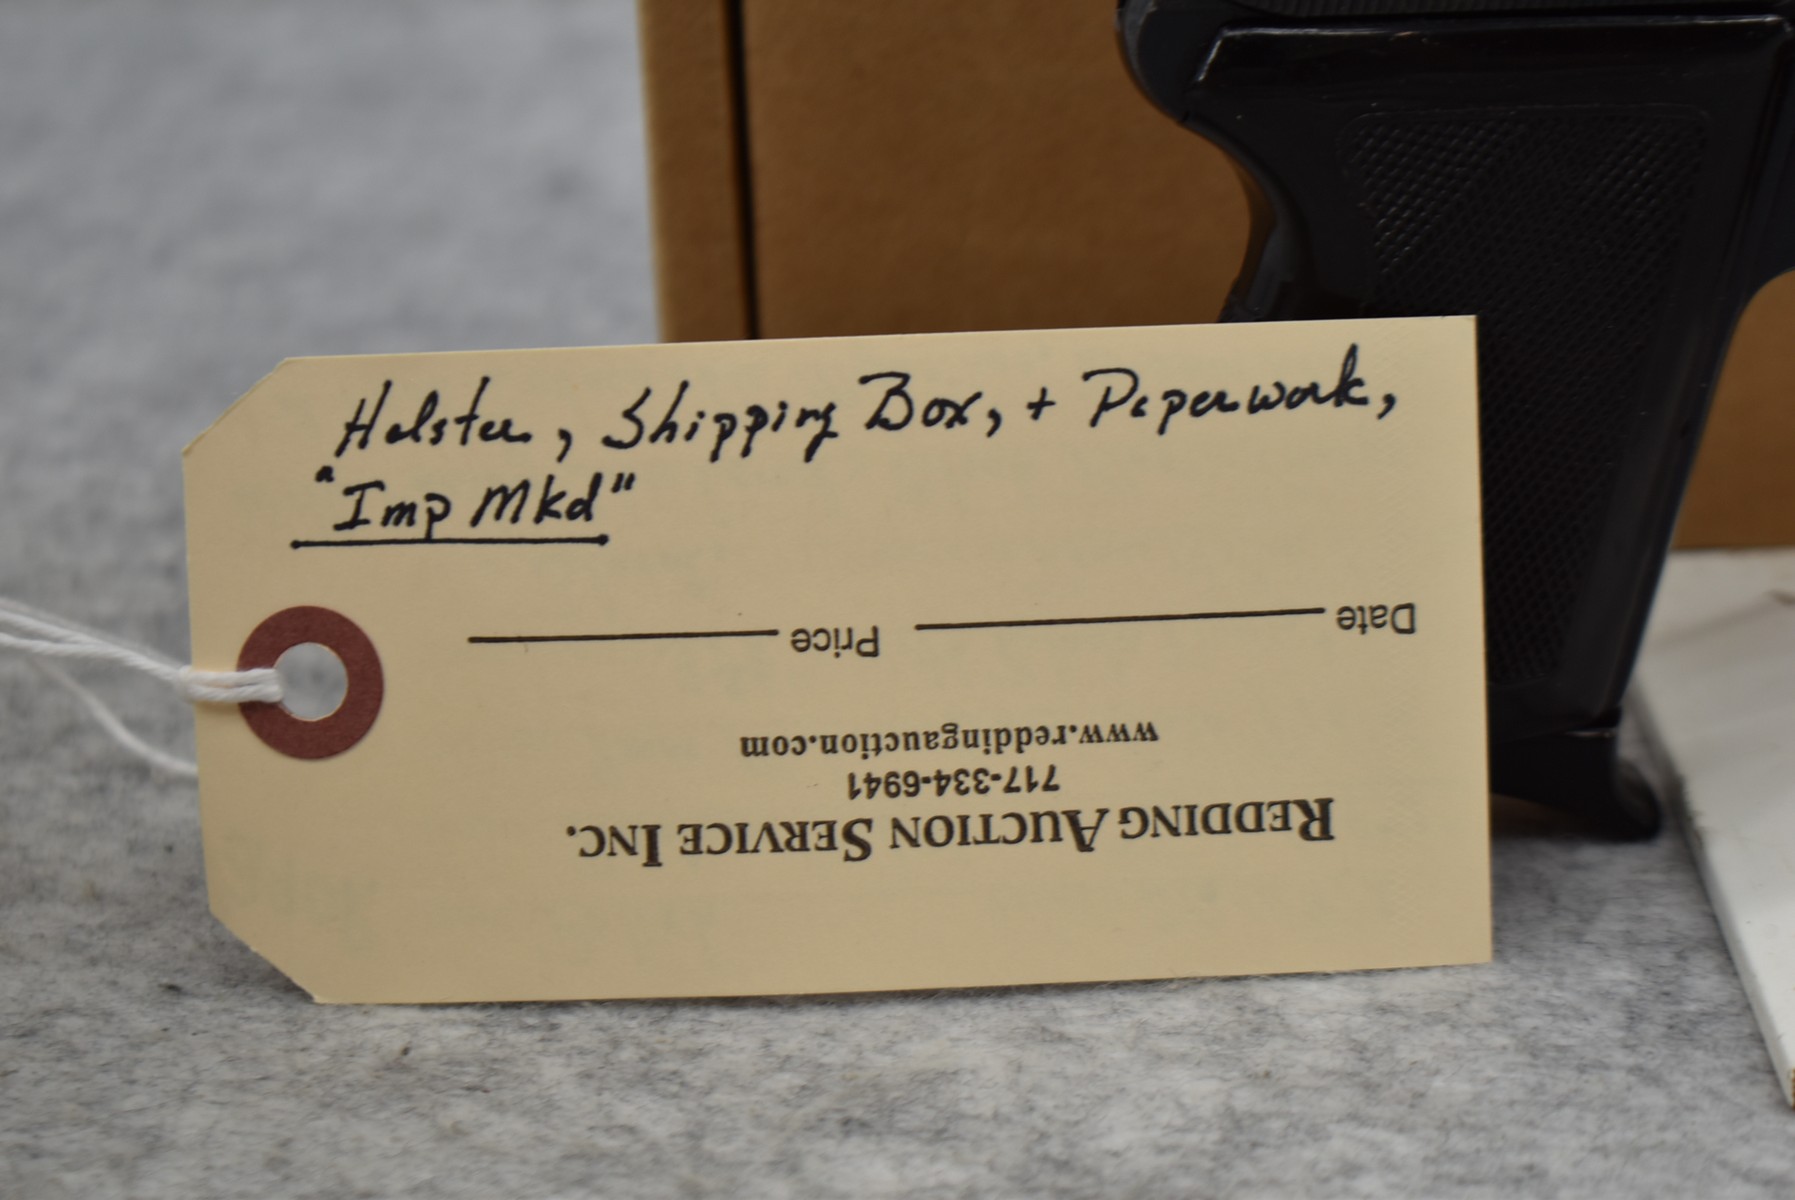 Holster, Shipping Box, + Paperwork,
"Imp Mkd"
REDDING AUCTION SERVICE INC.
717-334-6941
www.reddingauction.com
Date Price